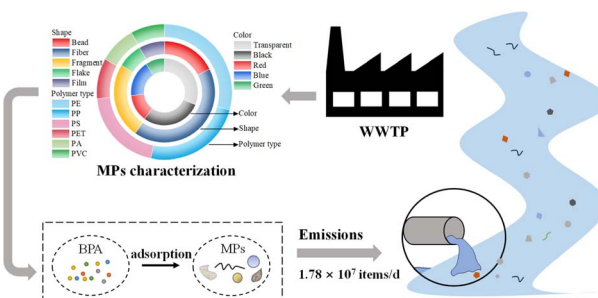 Shape
Bead
Fiber
Fragment
Flake
Film
Polymer type
PE
PP
PS
PET
PA
PVC
Color
Transparent
Black
Red
Blue
Green
Color
Shape
Polymer type
MPs characterization
WWTP
BPA
adsorption
MPs
Emissions
1.78 × 10⁷ items/d